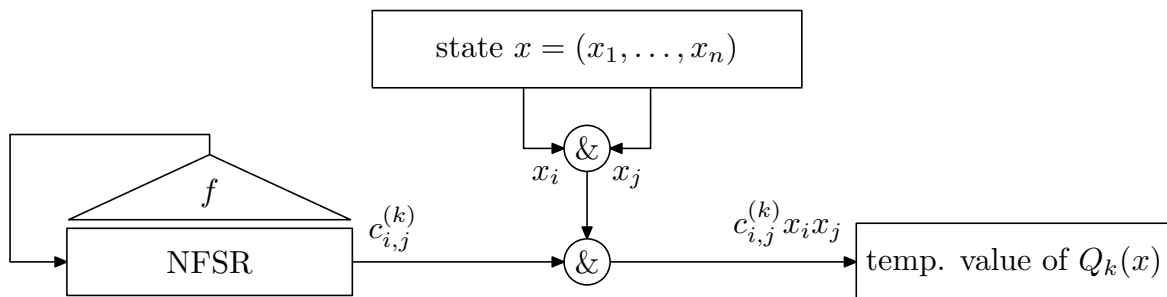 state x = (x_1, . . . , x_n)
&
x_i x_j
f
c_{i,j}^{(k)} c_{i,j}^{(k)} x_i x_j
NFSR & temp. value of Q_k(x)